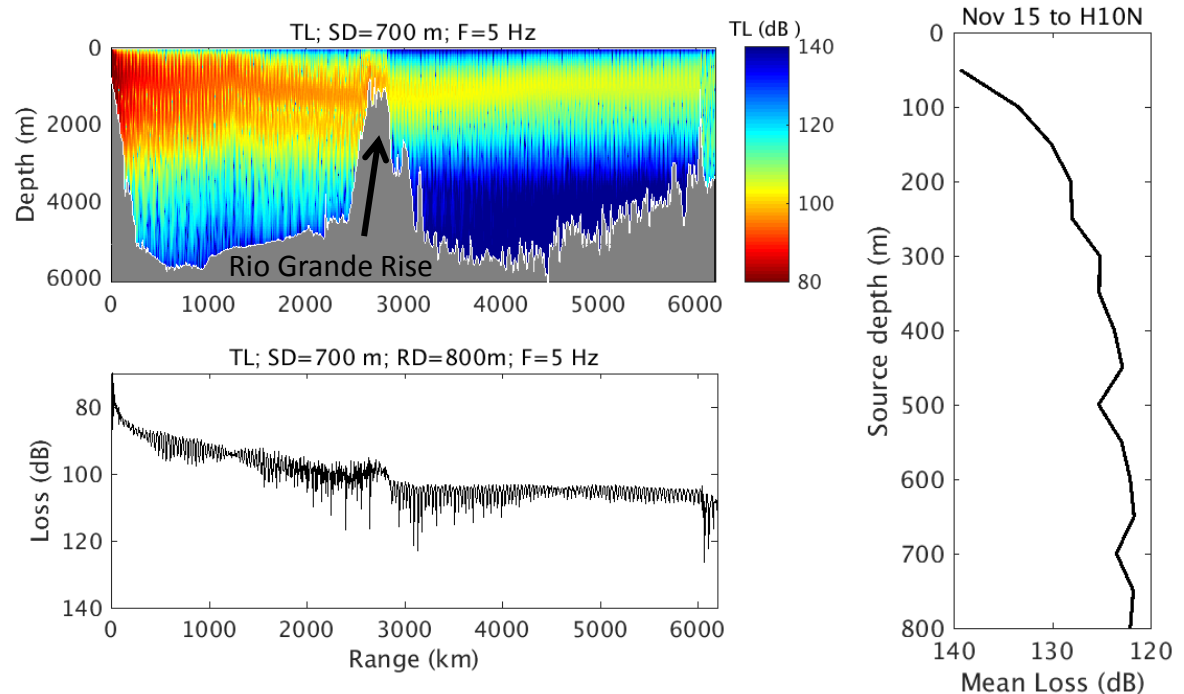 TL; SD=700 m; F=5 Hz
TL (dB)
0
2000
4000
6000
Depth (m)
0 1000 2000 3000 4000 5000 6000
Rio Grande Rise
140
120
100
80
TL; SD=700 m; RD=800m; F=5 Hz
80
100
120
140
Loss (dB)
0 1000 2000 3000 4000 5000 6000
Range (km)
Nov 15 to H10N
0
100
200
300
400
500
600
700
800
Source depth (m)
140 130 120
Mean Loss (dB)